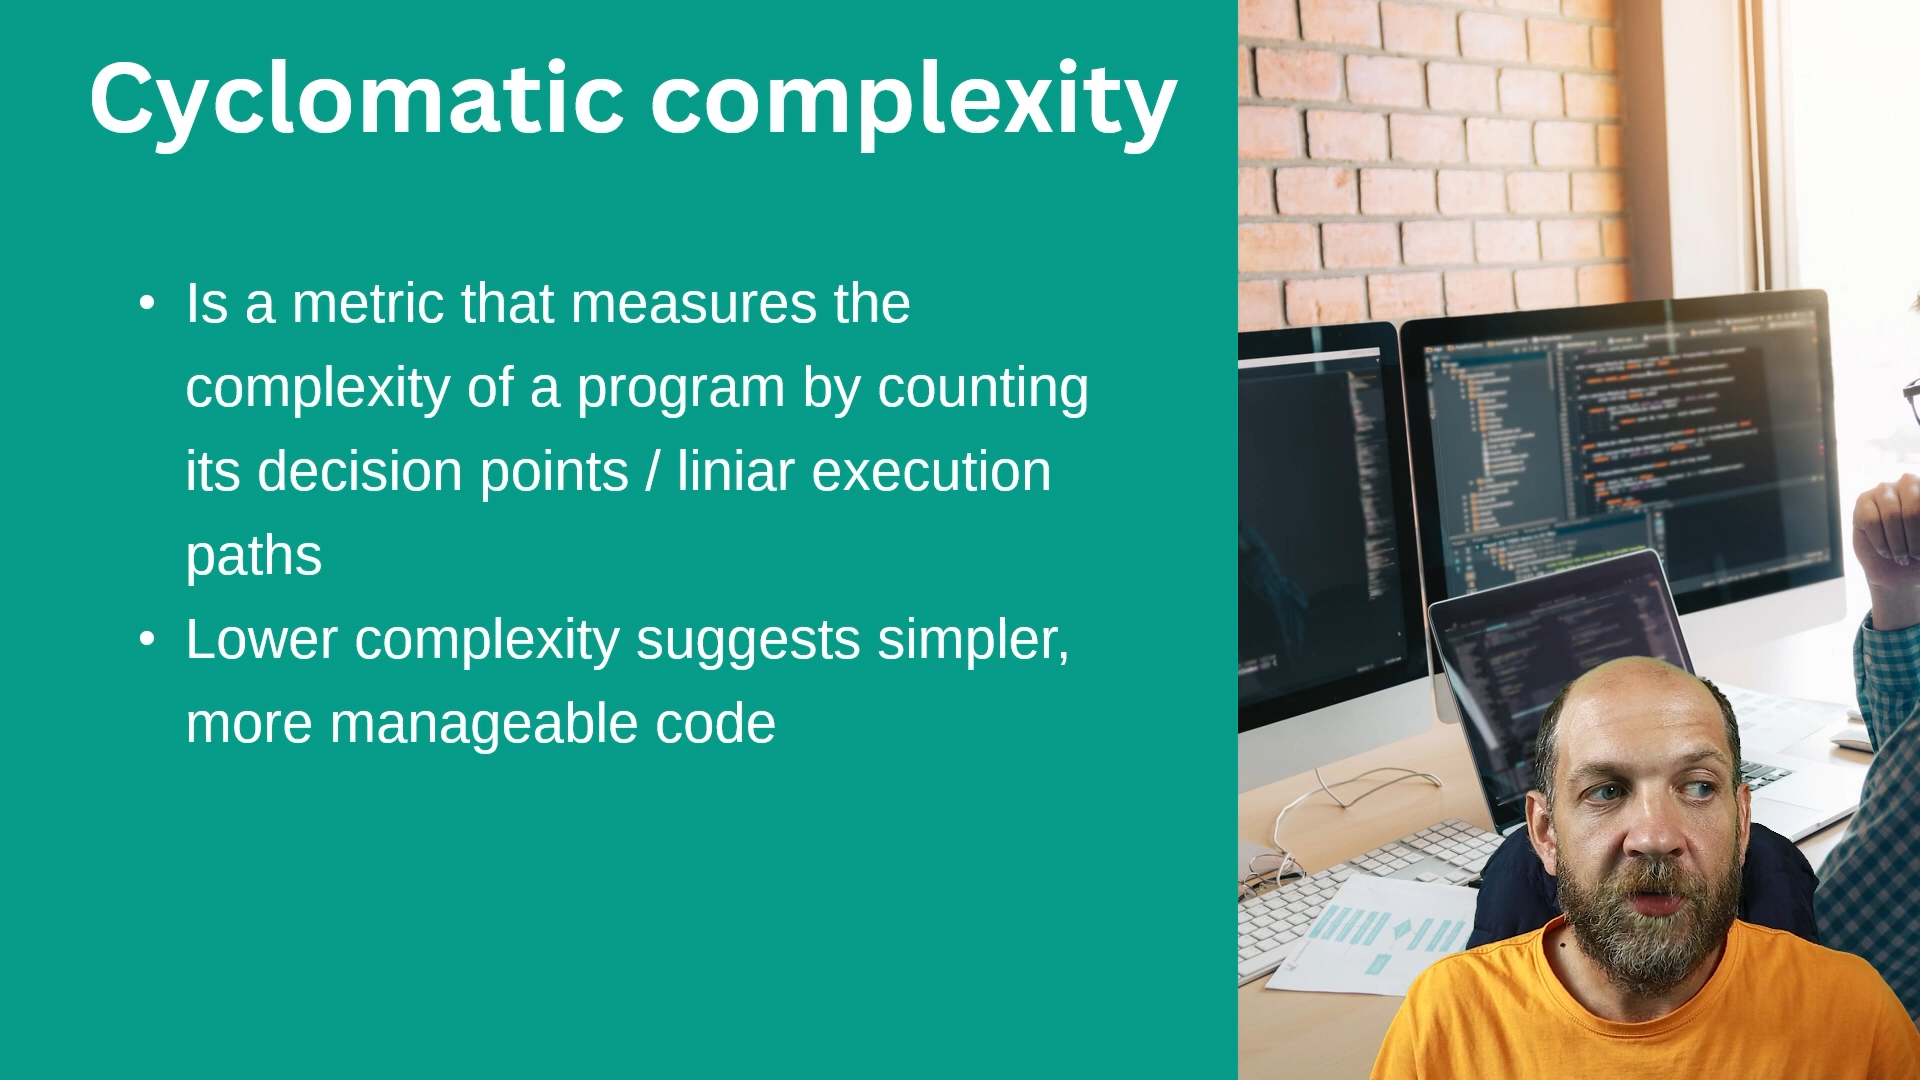 Cyclomatic complexity
• Is a metric that measures the
complexity of a program by counting
its decision points / liniar execution
paths
• Lower complexity suggests simpler,
more manageable code